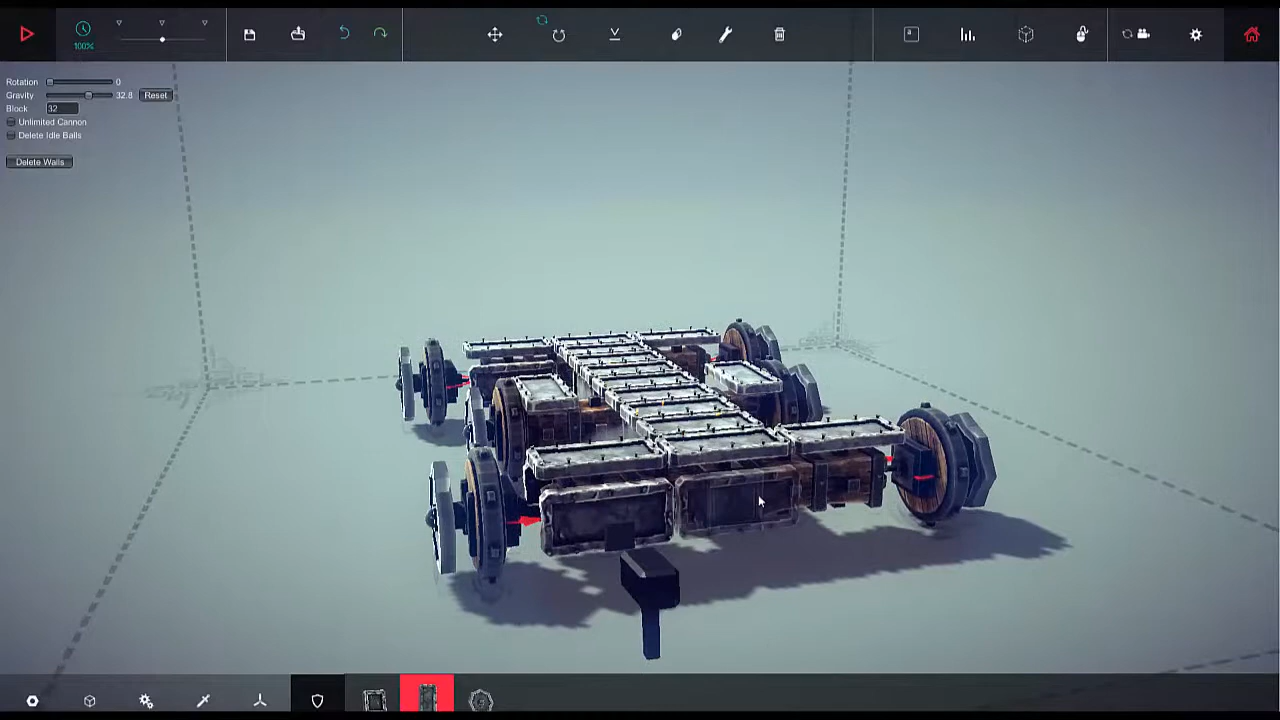 100%
Rotation 0
Gravity 32.8 Reset
Block 32
Unlimited Cannon
Delete Idle Balls
Delete Walls